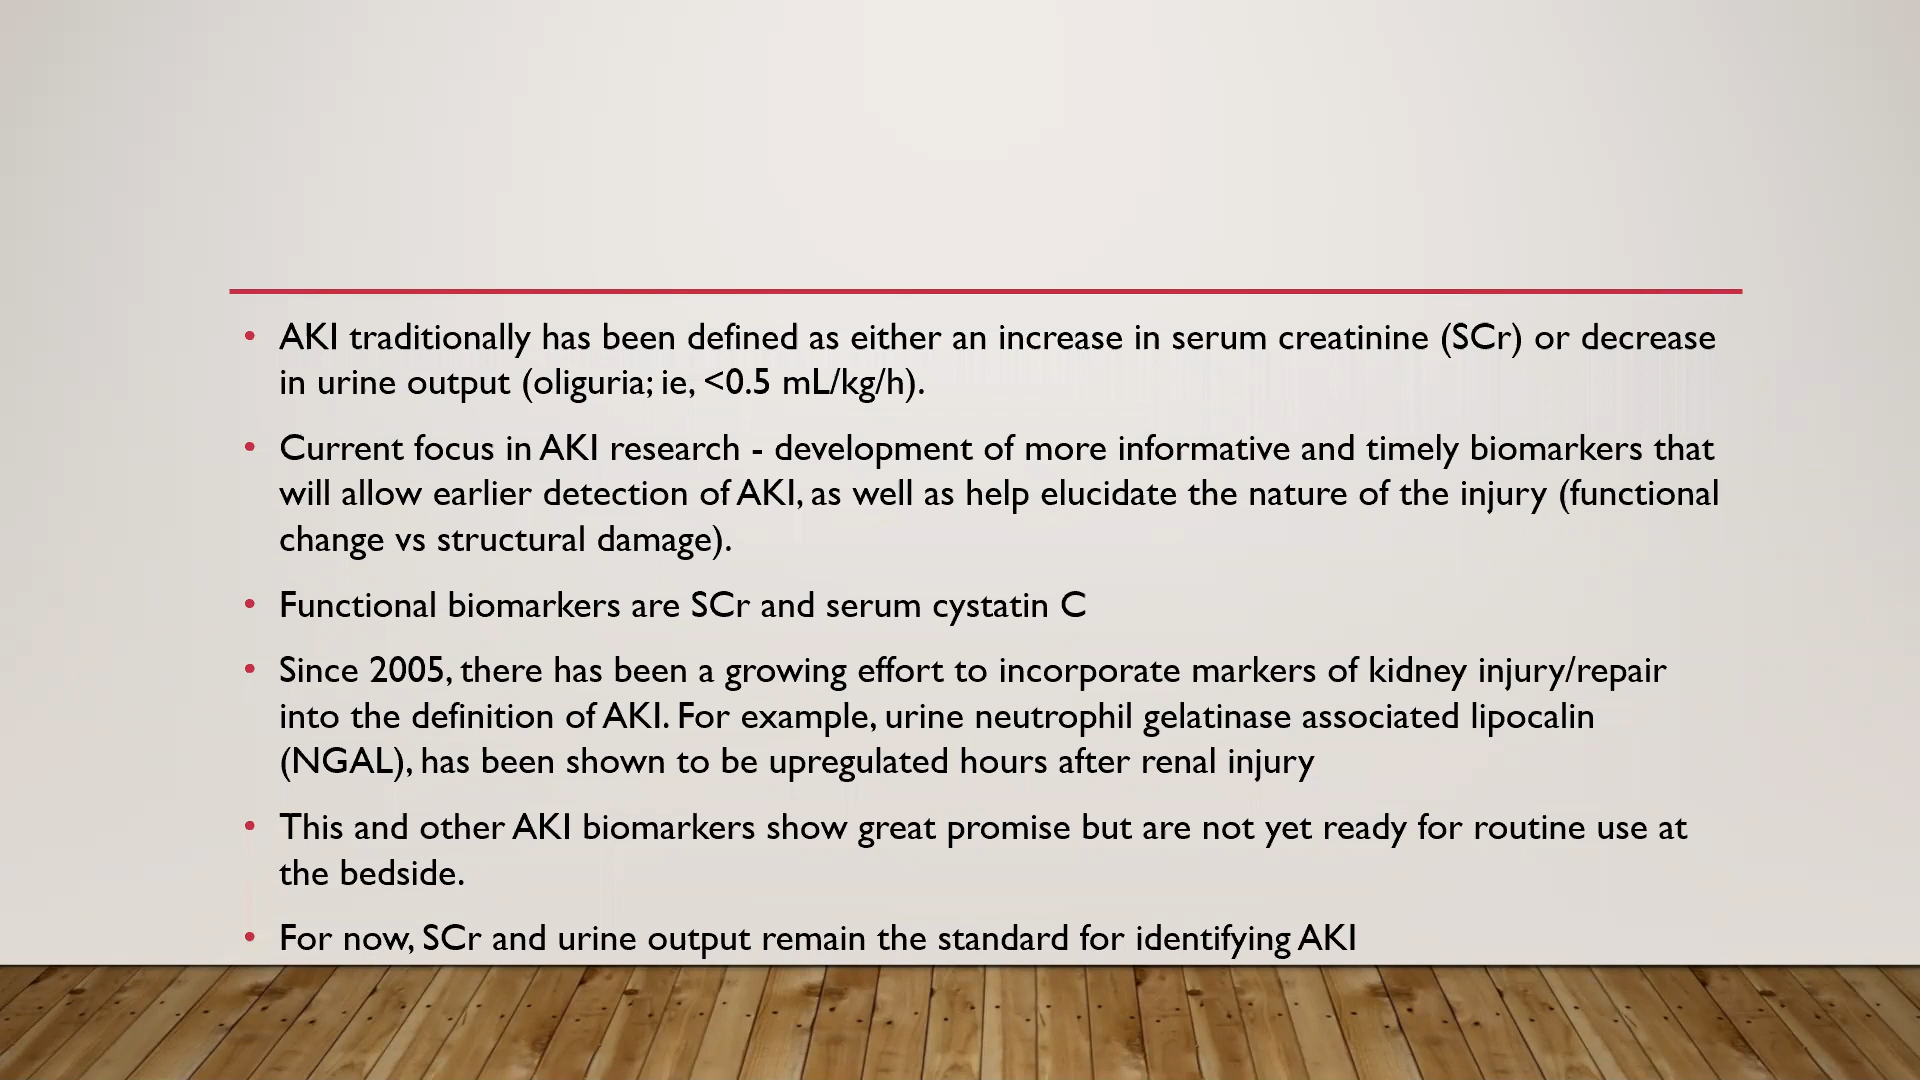 • AKI traditionally has been defined as either an increase in serum creatinine (SCr) or decrease
in urine output (oliguria; ie, <0.5 mL/kg/h).
• Current focus in AKI research - development of more informative and timely biomarkers that
will allow earlier detection of AKI, as well as help elucidate the nature of the injury (functional
change vs structural damage).
• Functional biomarkers are SCr and serum cystatin C
• Since 2005, there has been a growing effort to incorporate markers of kidney injury/repair
into the definition of AKI. For example, urine neutrophil gelatinase associated lipocalin
(NGAL), has been shown to be upregulated hours after renal injury
• This and other AKI biomarkers show great promise but are not yet ready for routine use at
the bedside.
• For now, SCr and urine output remain the standard for identifying AKI